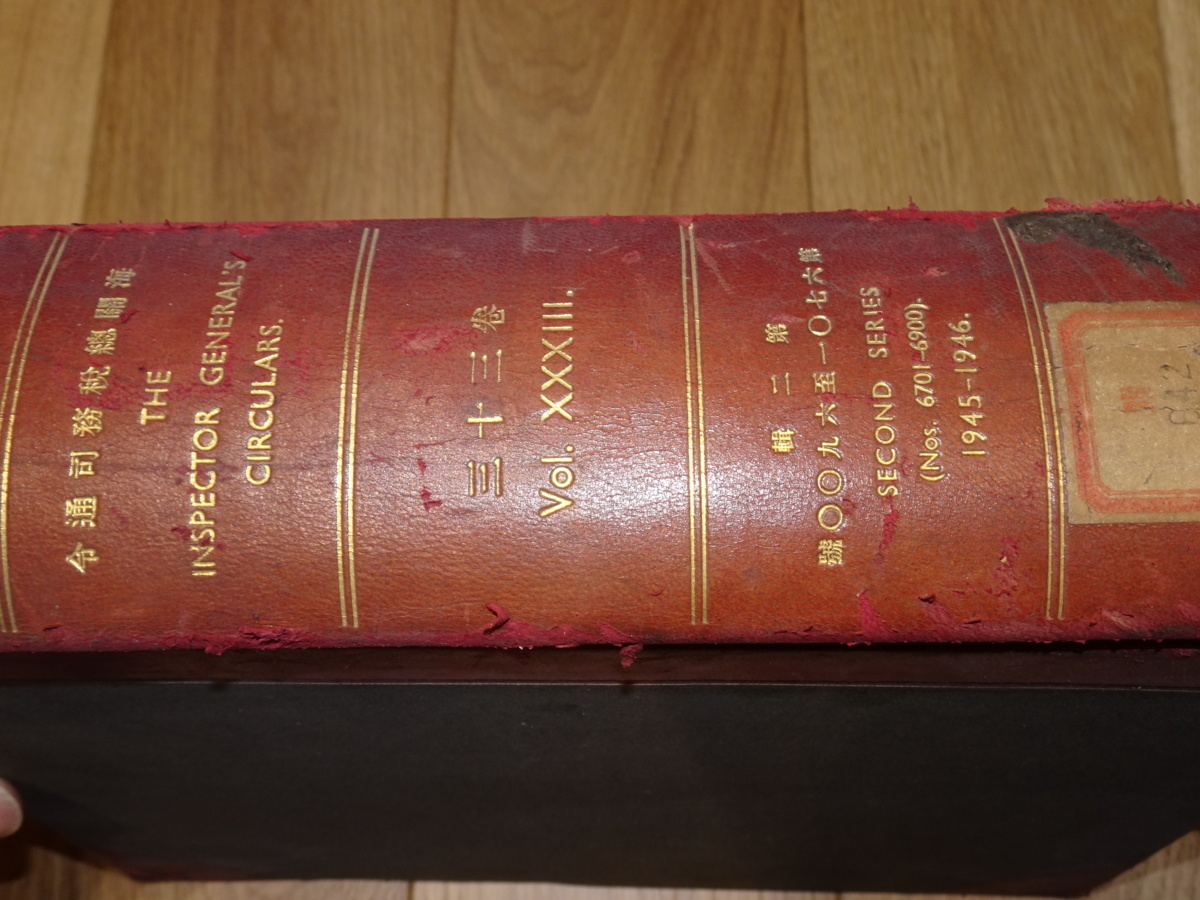 海關總稅務司通令
THE
INSPECTOR GENERAL'S
CIRCULARS.
卷三十三
Vol. XXXIII.
第二輯
第六七〇一至六九〇〇號
SECOND SERIES
(Nos. 6701-6900).
1945-1946.